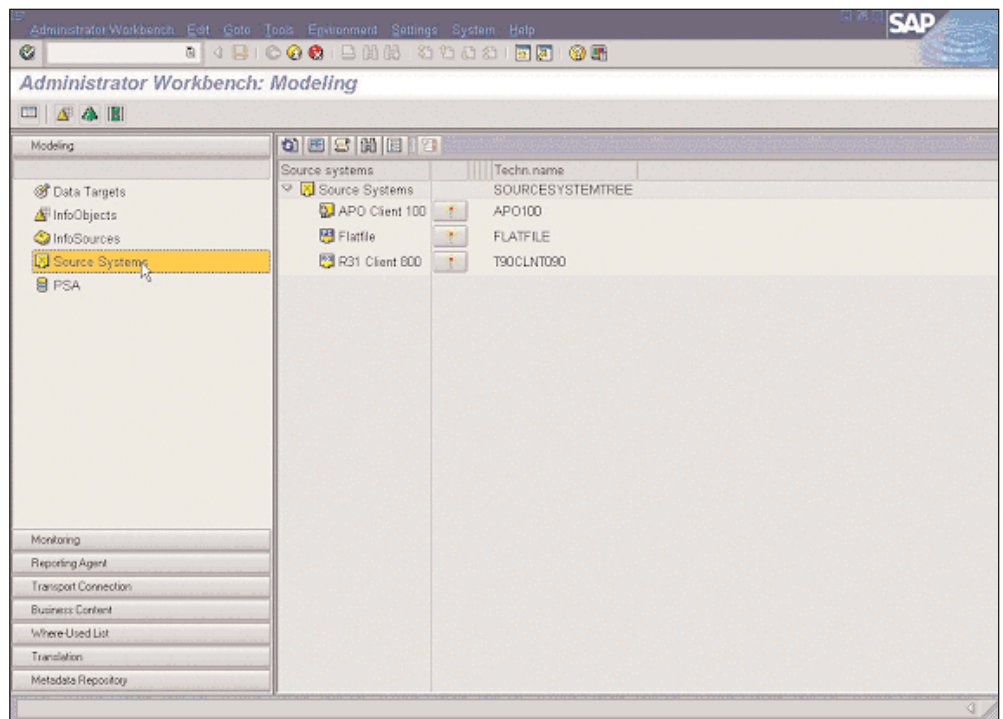 Administrator Workbench Edit Goto Tools Environment Settings System Help
SAP
Administrator Workbench: Modeling
Modeling
Source systems Techn.name
Data Targets
InfoObjects
InfoSources
Source Systems
PSA
Source Systems SOURCESYSTEMTREE
APO Client 100 APO100
Flatfile FLATFILE
R31 Client 800 T90CLNT090
Monitoring
Reporting Agent
Transport Connection
Business Content
Where-Used List
Translation
Metadata Repository